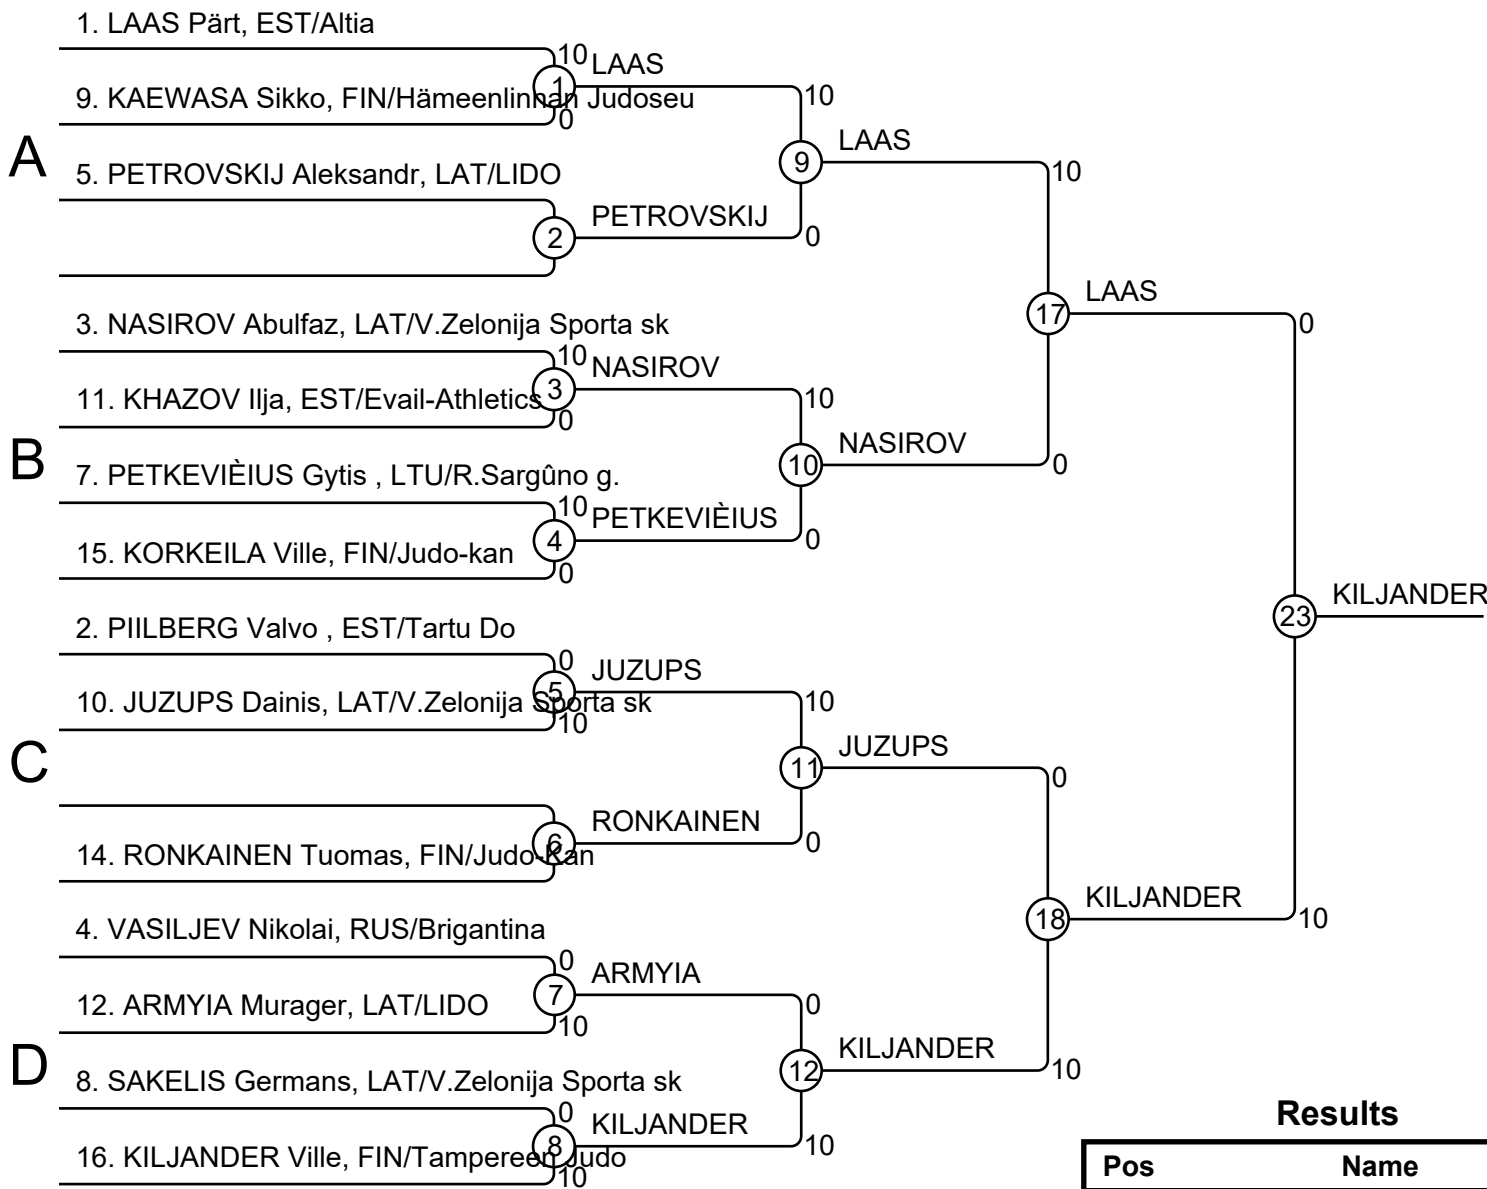 1. LAAS Pärt, EST/Altia
10
LAAS
1
9. KAEWASA Sikko, FIN/Hämeenlinnan Judoseu
0
10
A
LAAS
9
10
5. PETROVSKIJ Aleksandr, LAT/LIDO
PETROVSKIJ
2
0
LAAS
17
0
3. NASIROV Abulfaz, LAT/V.Zelonija Sporta sk
10
NASIROV
3
11. KHAZOV Ilja, EST/Evail-Athletics
0
10
B
NASIROV
10
0
7. PETKEVIÈIUS Gytis , LTU/R.Sargûno g.
10
PETKEVIÈIUS
4
0
15. KORKEILA Ville, FIN/Judo-kan
0
KILJANDER
23
2. PIILBERG Valvo , EST/Tartu Do
0
JUZUPS
5
10. JUZUPS Dainis, LAT/V.Zelonija Sporta sk
10
10
C
JUZUPS
11
0
RONKAINEN
6
0
14. RONKAINEN Tuomas, FIN/Judo-Kan
KILJANDER
18
10
4. VASILJEV Nikolai, RUS/Brigantina
0
ARMYIA
7
0
12. ARMYIA Murager, LAT/LIDO
10
D
KILJANDER
12
10
8. SAKELIS Germans, LAT/V.Zelonija Sporta sk
0
KILJANDER
8
10
16. KILJANDER Ville, FIN/Tampereen Judo
10
Results
Pos Name